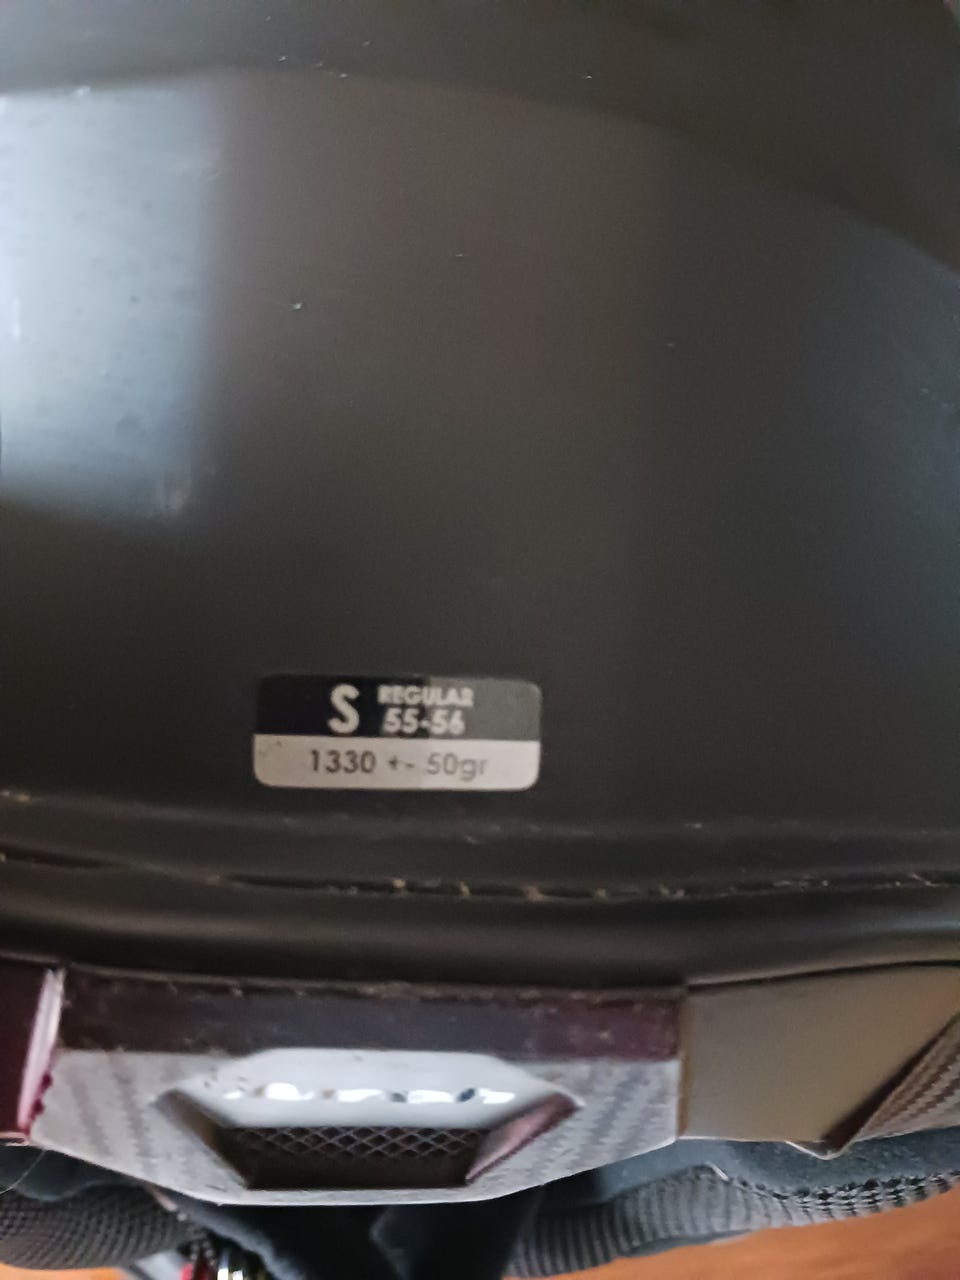 S REGULAR
55-56
1330 +- 50gr